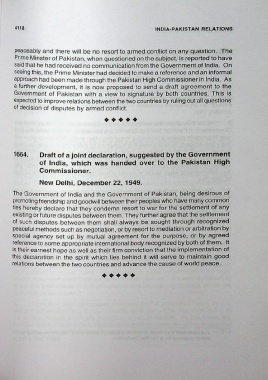 4118 INDIA-PAKISTAN RELATIONS
peaceably and there will be no resort to armed conflict on any question. The
Prime Minister of Pakistan, when questioned on the subject, is reported to have
said that he had received no communication from the Government of India. On
seeing this, the Prime Minister had decided to make a reference and an informal
approach had been made through the Pakistan High Commissioner in India. As
a further development, it is now proposed to send a draft agreement to the
Government of Pakistan with a view to signature by both countries. This is
expected to improve relations between the two countries by ruling out all questions
of decision of disputes by armed conflict.
♦ ♦ ♦ ♦ ♦
1664. Draft of a joint declaration, suggested by the Government
of India, which was handed over to the Pakistan High
Commissioner.
New Delhi, December 22, 1949.
The Government of India and the Government of Pakistan, being desirous of
promoting friendship and goodwill between their peoples who have many common
ties hereby declare that they condemn resort to war for the settlement of any
existing or future disputes between them. They further agree that the settlement
of such disputes between them shall always be sought through recognized
peaceful methods such as negotiation, or by resort to mediation or arbitration by
special agency set up by mutual agreement for the purpose, or by agreed
reference to some appropriate international body recognized by both of them. It
is their earnest hope as well as their firm conviction that the implementation of
this declaration in the spirit which lies behind it will serve to maintain good
relations between the two countries and advance the cause of world peace.
♦ ♦ ♦ ♦ ♦